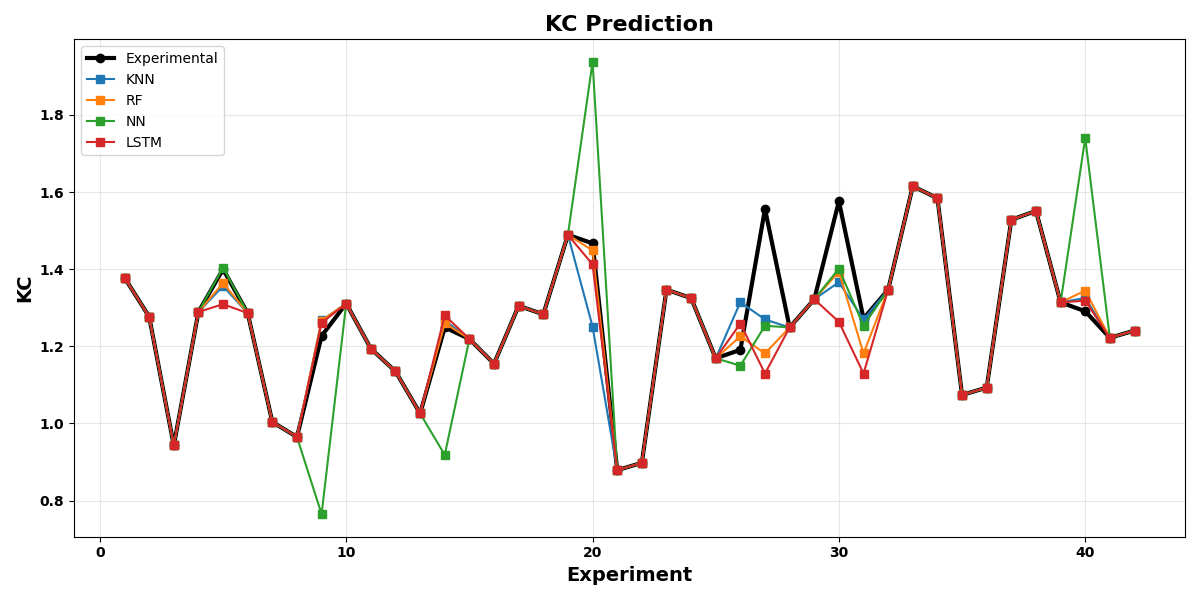 KC Prediction
Experimental
KNN
RF
NN
LSTM
KC
1.8
1.6
1.4
1.2
1.0
0.8
0
10
20
30
40
Experiment